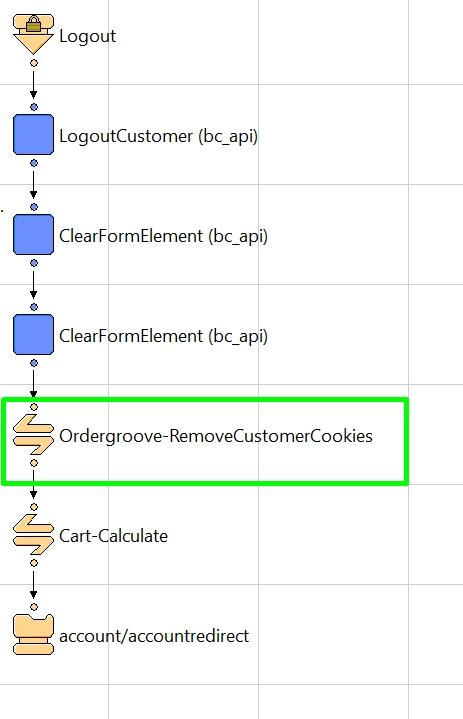 Logout
LogoutCustomer (bc_api)
ClearFormElement (bc_api)
ClearFormElement (bc_api)
Ordergroove-RemoveCustomerCookies
Cart-Calculate
account/accountredirect